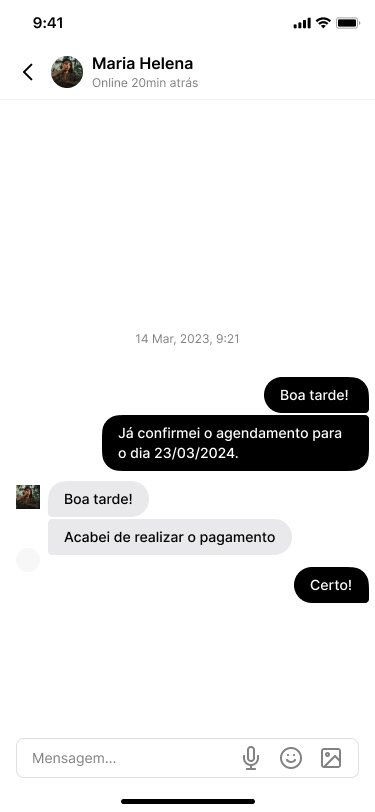 9:41
Maria Helena
Online 20min atrás
14 Mar, 2023, 9:21
Boa tarde!
Já confirmei o agendamento para
o dia 23/03/2024.
Boa tarde!
Acabei de realizar o pagamento
Certo!
Mensagem...